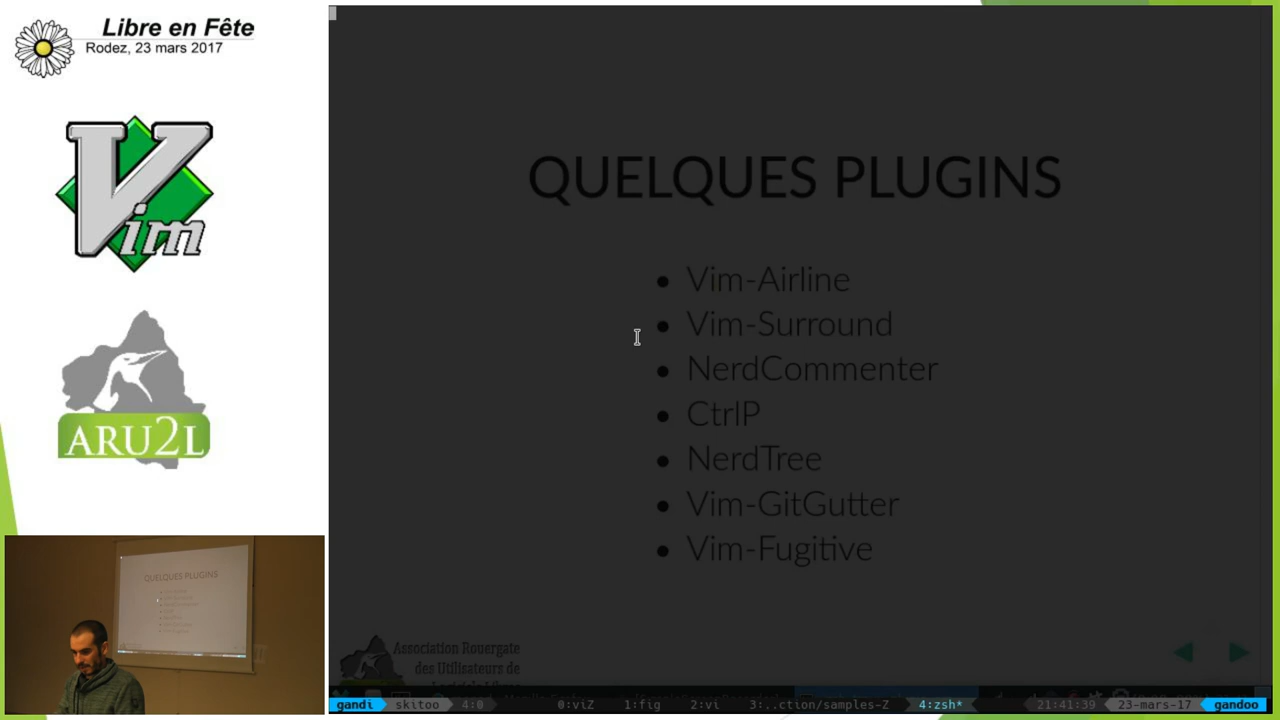 Libre en Fête
Rodez, 23 mars 2017
Vim
ARU2L
QUELQUES PLUGINS
QUELQUES PLUGINS
• Vim-Airline
• Vim-Surround
• NerdCommenter
• CtrlP
• NerdTree
• Vim-GitGutter
• Vim-Fugitive
Association Rouergate
des Utilisateurs de
gandi skitoo 4:0 0:viZ 1:fig 2:vi 3:..ction/samples-Z 4:zsh* 21:41:39 23-mars-17 gandoo